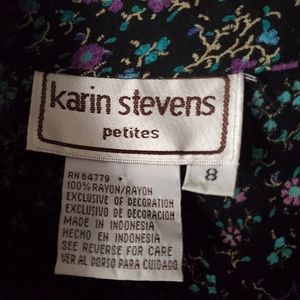 karin stevens
petites
8
RN 64779
100% RAYON/RAYON
EXCLUSIVE OF DECORATION
EXCLUSIVO DE DECORACION
MADE IN INDONESIA
HECHO EN INDONESIA
SEE REVERSE FOR CARE
VER AL DORSO PARA CUIDADO